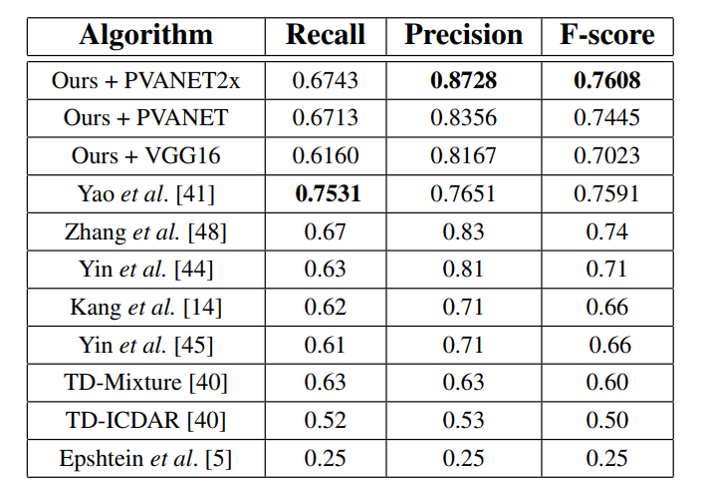 Algorithm Recall Precision F-score
Ours + PVANET2x 0.6743 0.8728 0.7608
Ours + PVANET 0.6713 0.8356 0.7445
Ours + VGG16 0.6160 0.8167 0.7023
Yao et al. [41] 0.7531 0.7651 0.7591
Zhang et al. [48] 0.67 0.83 0.74
Yin et al. [44] 0.63 0.81 0.71
Kang et al. [14] 0.62 0.71 0.66
Yin et al. [45] 0.61 0.71 0.66
TD-Mixture [40] 0.63 0.63 0.60
TD-ICDAR [40] 0.52 0.53 0.50
Epshtein et al. [5] 0.25 0.25 0.25